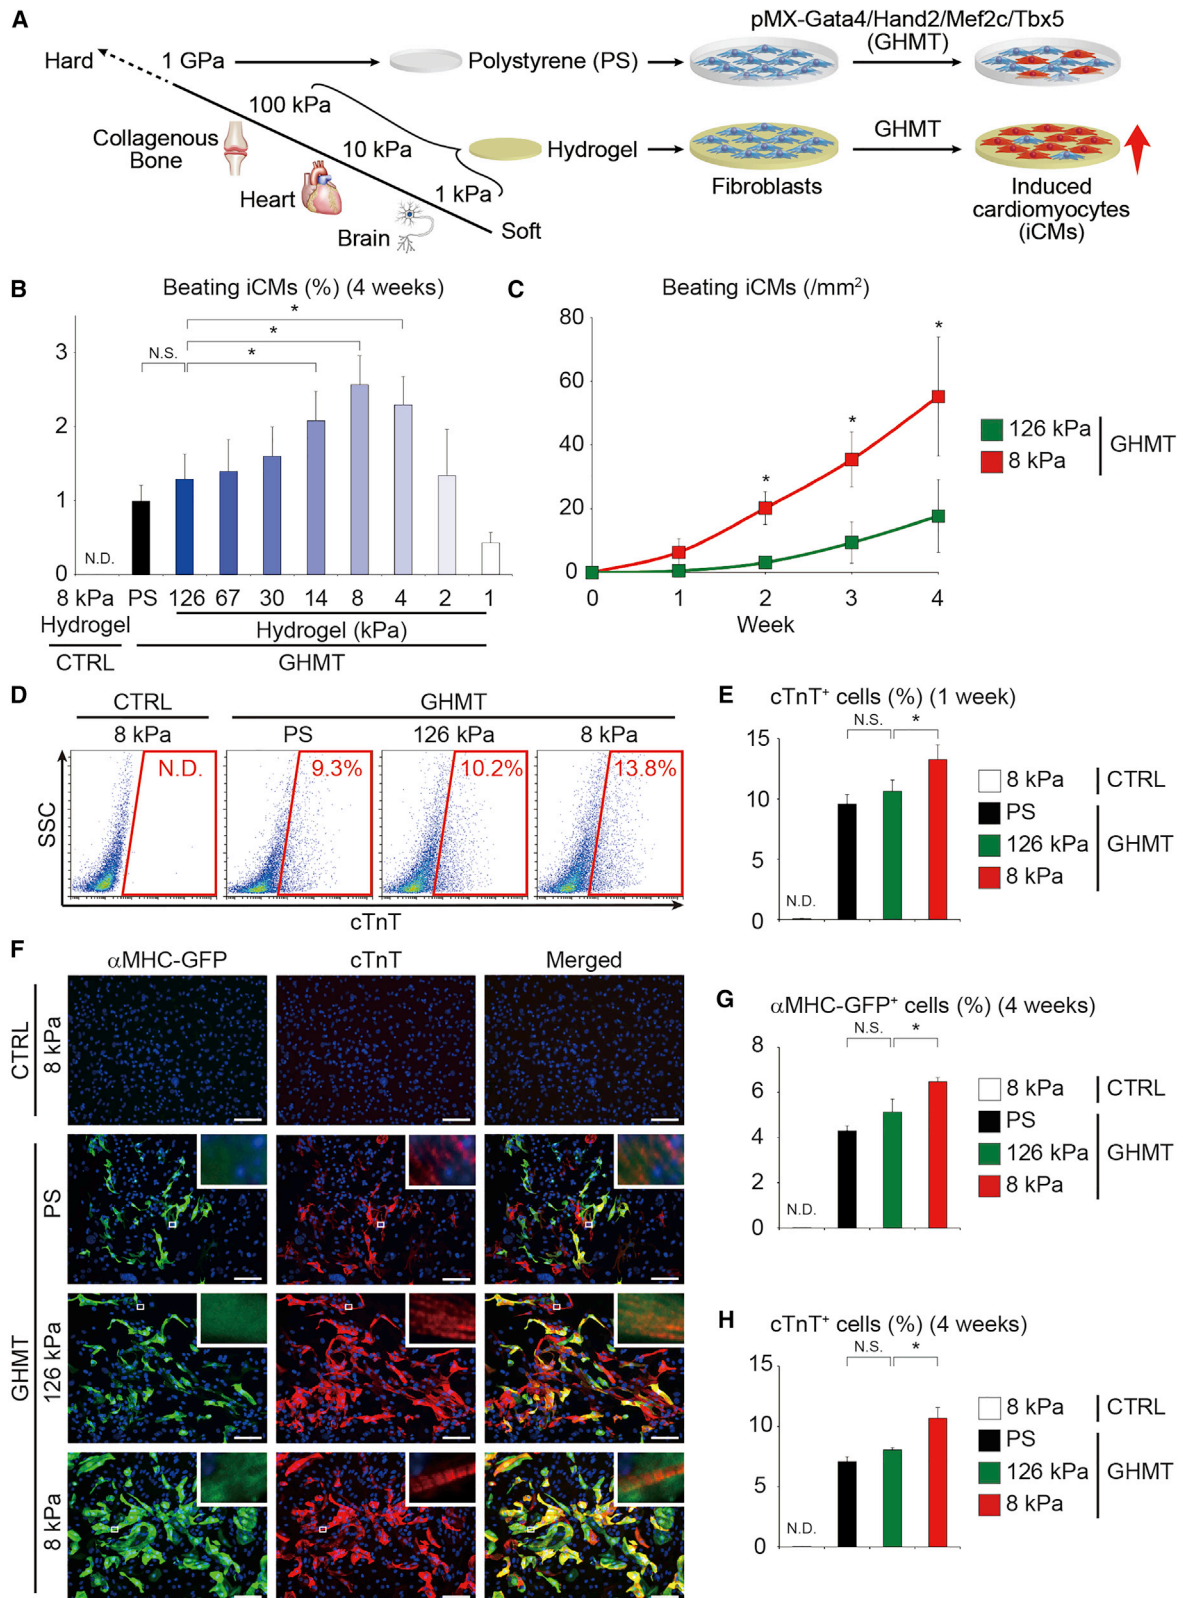 A
pMX-Gata4/Hand2/Mef2c/Tbx5
(GHMT)
Hard
1 GPa
Polystyrene (PS)
100 kPa
Collagenous
Bone
10 kPa
Hydrogel
GHMT
Heart
1 kPa
Fibroblasts
Induced
cardiomyocytes
(iCMs)
Brain
Soft
B
Beating iCMs (%) (4 weeks)
*
*
N.S.
*
3
2
1
0
N.D.
8 kPa PS 126 67 30 14 8 4 2 1
Hydrogel
Hydrogel (kPa)
CTRL
GHMT
C
Beating iCMs (/mm²)
80
60
40
20
0
*
*
*
0 1 2 3 4
Week
126 kPa
8 kPa
GHMT
D
CTRL
GHMT
8 kPa
PS
126 kPa
8 kPa
N.D.
9.3%
10.2%
13.8%
SSC
cTnT
E
cTnT⁺ cells (%) (1 week)
N.S.
*
15
10
5
0
N.D.
8 kPa
CTRL
PS
126 kPa
8 kPa
GHMT
F
αMHC-GFP
cTnT
Merged
CTRL
8 kPa
GHMT
PS
126 kPa
8 kPa
G
αMHC-GFP⁺ cells (%) (4 weeks)
N.S.
*
8
6
4
2
0
N.D.
8 kPa
CTRL
PS
126 kPa
8 kPa
GHMT
H
cTnT⁺ cells (%) (4 weeks)
N.S.
*
15
10
5
0
N.D.
8 kPa
CTRL
PS
126 kPa
8 kPa
GHMT